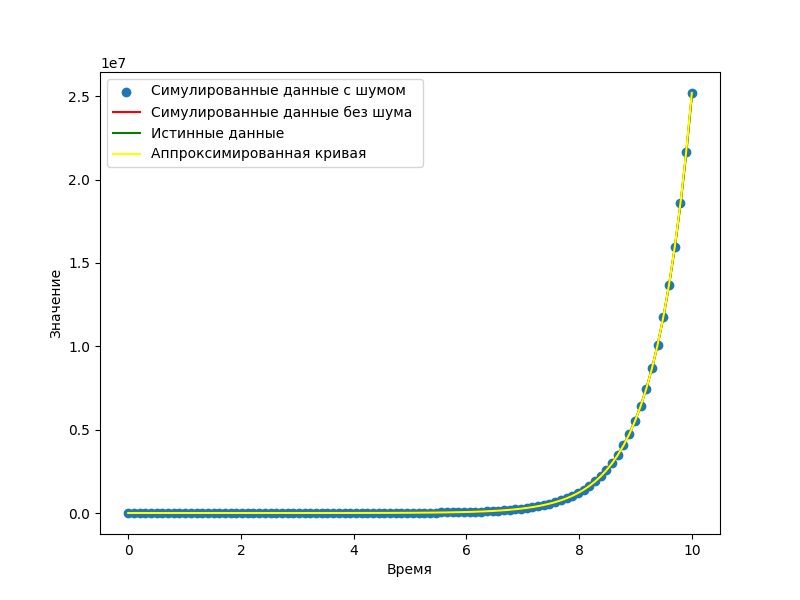 1e7
Симулированные данные с шумом
Симулированные данные без шума
Истинные данные
Аппроксимированная кривая
2.5
2.0
1.5
1.0
0.5
0.0
Значение
0 2 4 6 8 10
Время